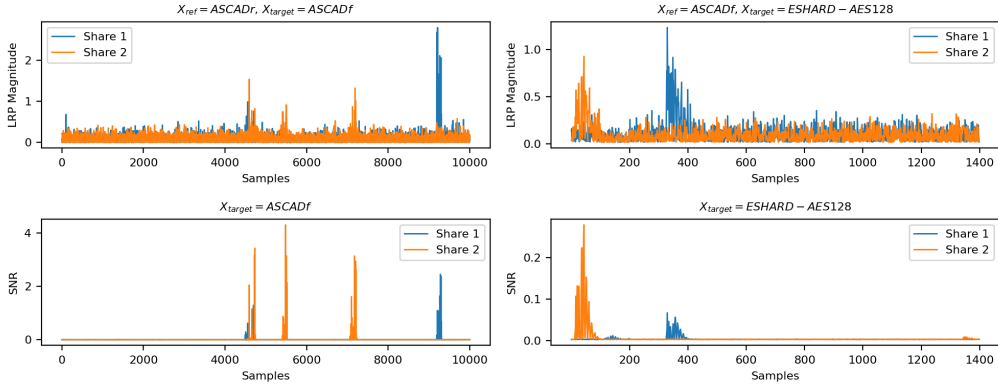 X_ref = ASCADr, X_target = ASCADf
LRP Magnitude
2
1
0
Share 1
Share 2
0 2000 4000 6000 8000 10000
Samples
X_ref = ASCADf, X_target = ESHARD − AES128
LRP Magnitude
1.0
0.5
0.0
Share 1
Share 2
200 400 600 800 1000 1200 1400
Samples
X_target = ASCADf
SNR
4
2
0
Share 1
Share 2
0 2000 4000 6000 8000 10000
Samples
X_target = ESHARD − AES128
SNR
0.2
0.1
0.0
Share 1
Share 2
200 400 600 800 1000 1200 1400
Samples